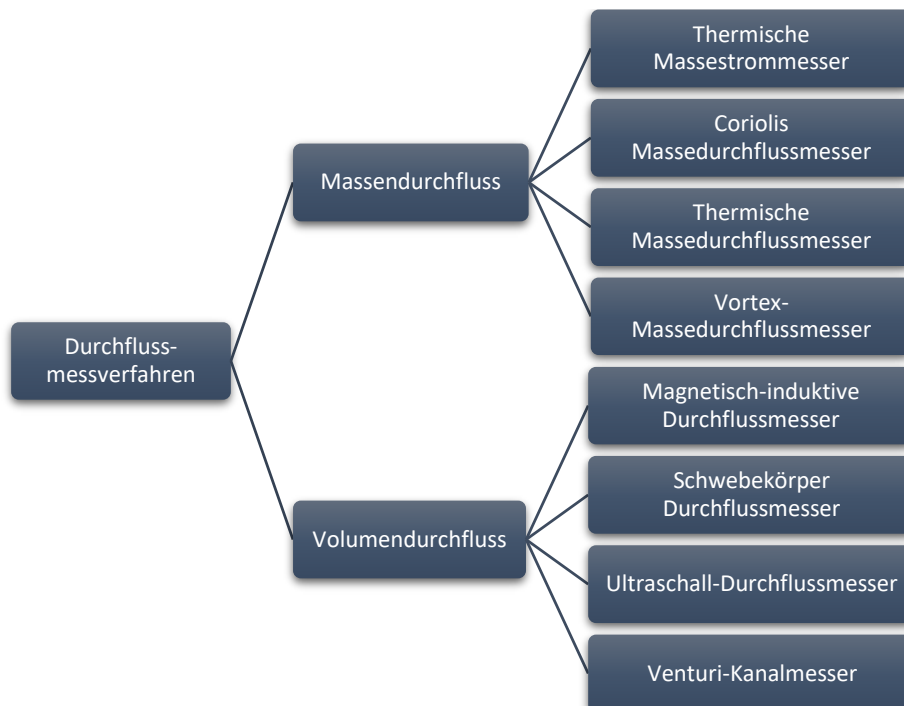 Thermische
Massestrommesser
Coriolis
Massedurchflussmesser
Massendurchfluss
Thermische
Massedurchflussmesser
Vortex-
Massedurchflussmesser
Durchfluss-
messverfahren
Magnetisch-induktive
Durchflussmesser
Schwebekörper
Durchflussmesser
Volumendurchfluss
Ultraschall-Durchflussmesser
Venturi-Kanalmesser